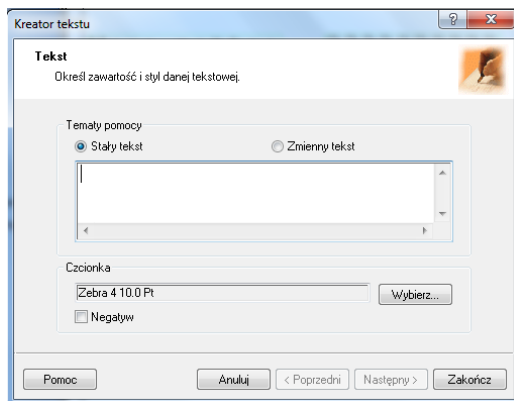 Kreator tekstu
Tekst
Określ zawartość i styl danej tekstowej.
Tematy pomocy
Stały tekst
Zmienny tekst
Czcionka
Zebra 4 10.0 Pt
Wybierz...
Negatyw
Pomoc
Anuluj
< Poprzedni
Następny >
Zakończ